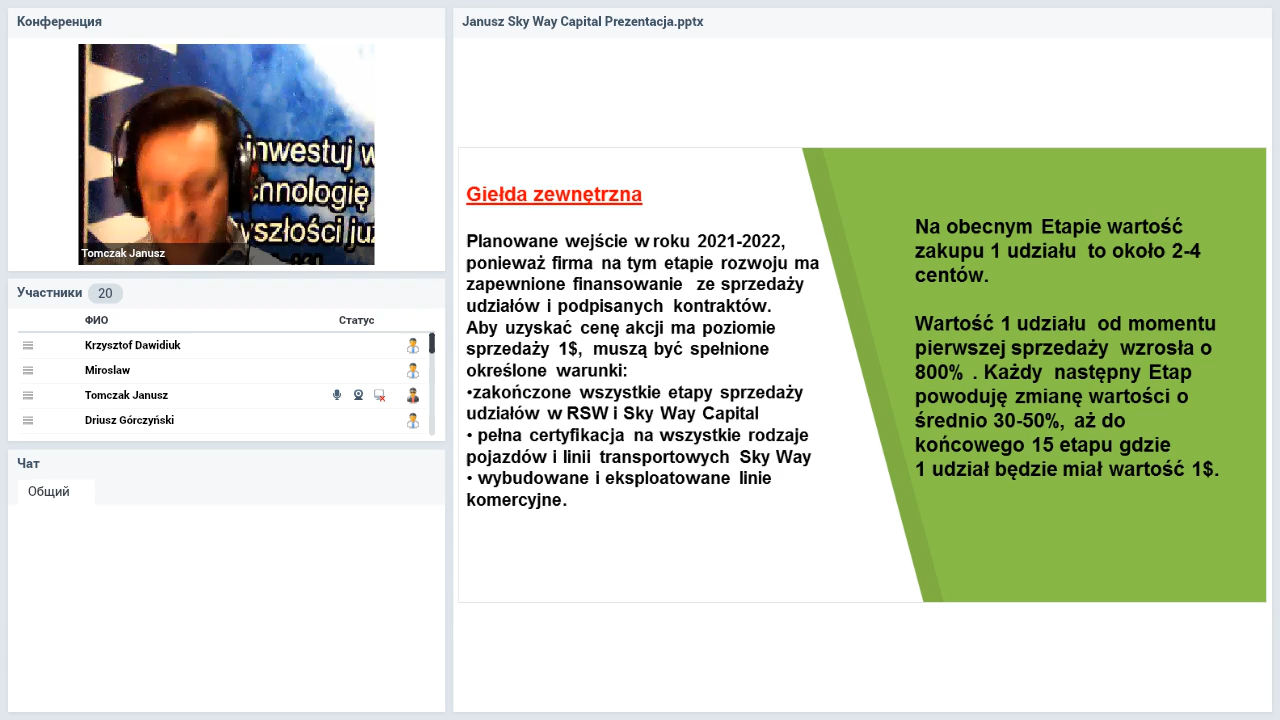 Конференция
inwestuj w
chnologię
yszłości już
Tomczak Janusz
Участники 20
ФИО Статус
Krzysztof Dawidiuk
Miroslaw
Tomczak Janusz
Driusz Górczyński
Чат
Общий
Janusz Sky Way Capital Prezentacja.pptx
Giełda zewnętrzna
Planowane wejście w roku 2021-2022,
ponieważ firma na tym etapie rozwoju ma
zapewnione finansowanie ze sprzedaży
udziałów i podpisanych kontraktów.
Aby uzyskać cenę akcji ma poziomie
sprzedaży 1$, muszą być spełnione
określone warunki:
•zakończone wszystkie etapy sprzedaży
udziałów w RSW i Sky Way Capital
• pełna certyfikacja na wszystkie rodzaje
pojazdów i linii transportowych Sky Way
• wybudowane i eksploatowane linie
komercyjne.
Na obecnym Etapie wartość
zakupu 1 udziału to około 2-4
centów.
Wartość 1 udziału od momentu
pierwszej sprzedaży wzrosła o
800% . Każdy następny Etap
powoduję zmianę wartości o
średnio 30-50%, aż do
końcowego 15 etapu gdzie
1 udział będzie miał wartość 1$.